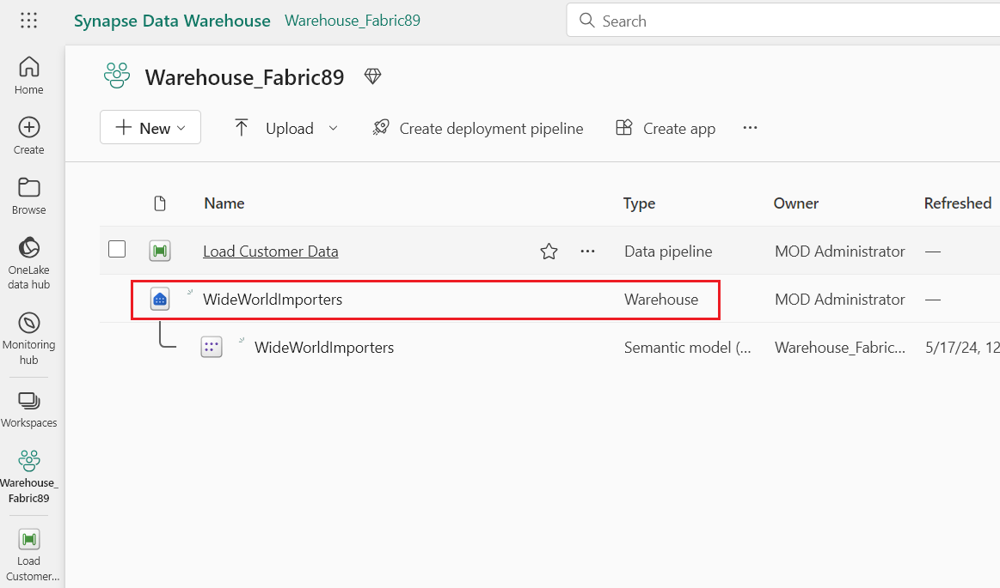 Synapse Data Warehouse Warehouse_Fabric89 Search
Home
Create
Browse
OneLake
data hub
Monitoring
hub
Workspaces
Warehouse_
Fabric89
Load
Customer...
Warehouse_Fabric89
New Upload Create deployment pipeline Create app ...
Name Type Owner Refreshed
Load Customer Data ... Data pipeline MOD Administrator —
WideWorldImporters Warehouse MOD Administrator —
WideWorldImporters Semantic model (... Warehouse_Fabric... 5/17/24, 12